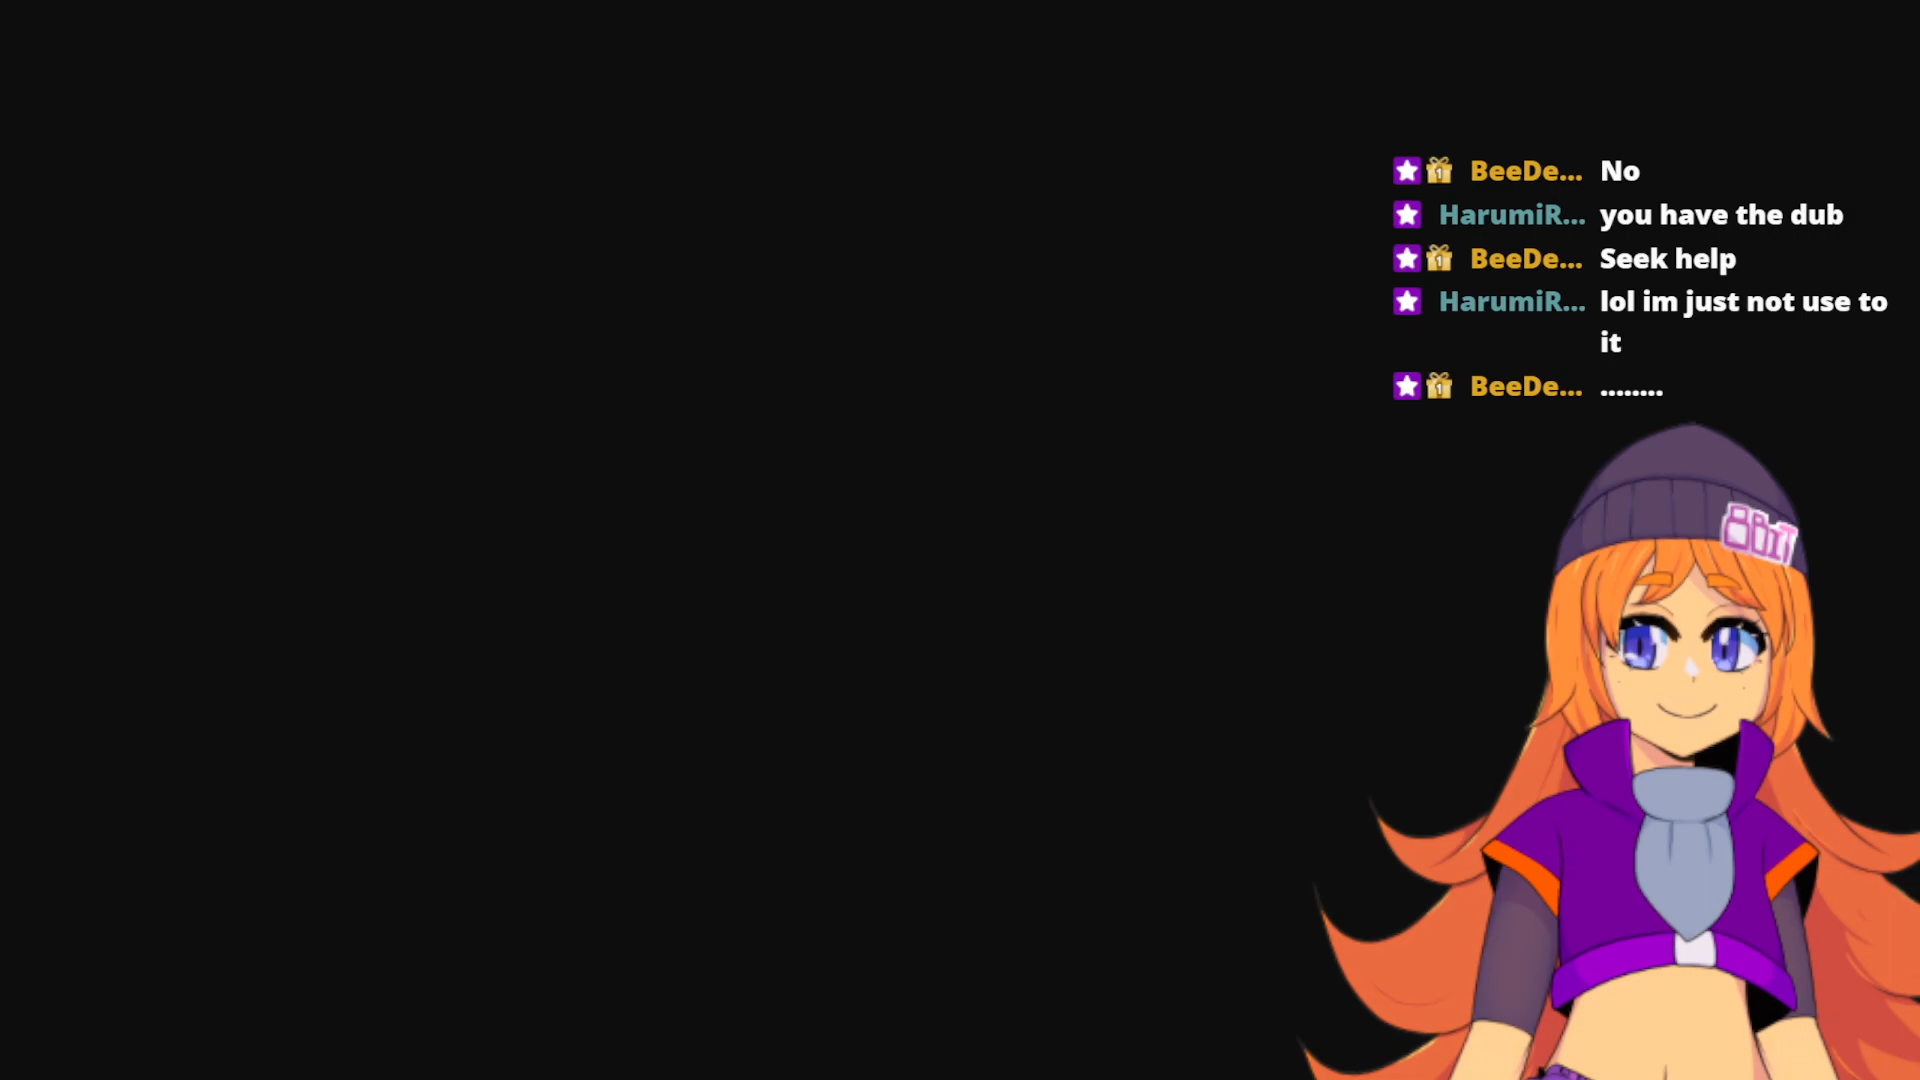 BeeDe... No
HarumiR... you have the dub
BeeDe... Seek help
HarumiR... lol im just not use to
it
BeeDe... ........
8BiT